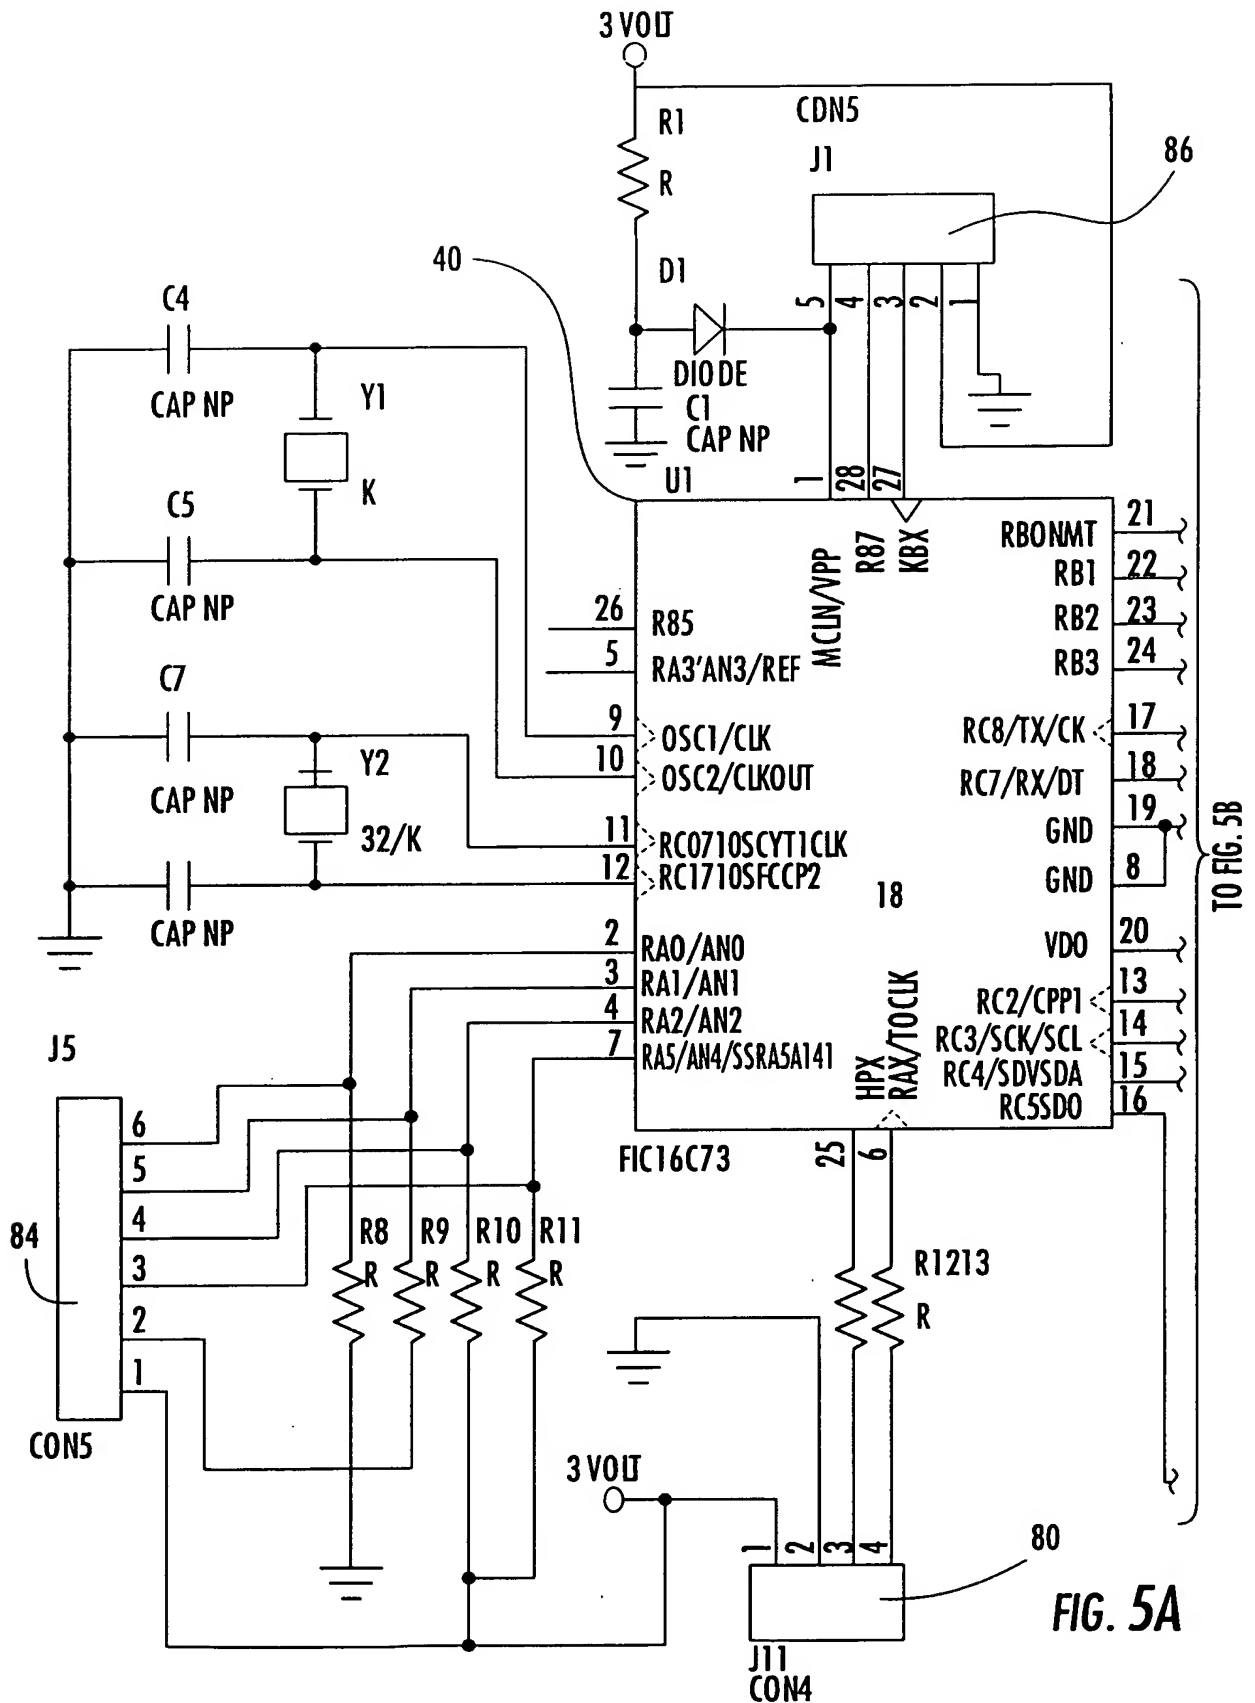 3 VOLT
CDN5
R1
J1
86
R
40
D1
5
4
3
2
1
C4
DIODE
CAP NP
Y1
C1
CAP NP
K
U1
1
28
27
C5
CAP NP
MCLN/VPP
R87
KBX
RBONMT
21
RB1
22
26
R85
RB2
23
5
RA3'AN3/REF
RB3
24
C7
9
OSC1/CLK
RC8/TX/CK
17
Y2
10
OSC2/CLKOUT
RC7/RX/DT
18
CAP NP
19
GND
32/K
11
RC0710SCYT1CLK
TO FIG. 5B
12
RC1710SFCCP2
8
GND
18
CAP NP
2
RA0/AN0
VDO
20
3
RA1/AN1
RC2/CPP1
13
4
RA2/AN2
RC3/SCK/SCL
14
J5
7
RA5/AN4/SSRA5A141
HPX
RAX/TOCLK
RC4/SDVSDA
15
RC5SDO
16
6
FIC16C73
25
6
5
4
84
R8
R9
R10
R11
3
R
R
R
R
R1213
2
R
1
CON5
3 VOLT
1
2
3
4
80
J11
CON4
FIG. 5A